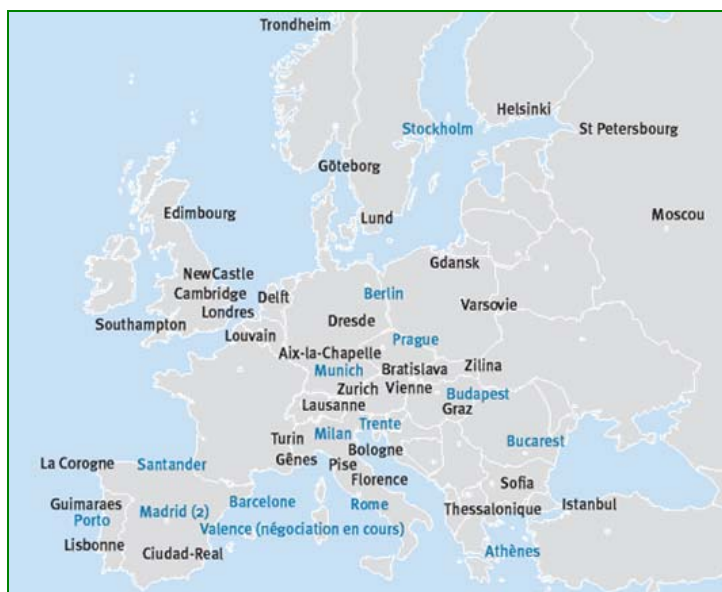 Trondheim
Helsinki
Stockholm
St Petersbourg
Göteborg
Edimbourg
Lund
Moscou
Gdansk
NewCastle
Cambridge
Delft
Berlin
Londres
Varsovie
Southampton
Dresde
Louvain
Prague
Aix-la-Chapelle
Munich
Bratislava
Zilina
Zurich
Vienne
Budapest
Lausanne
Graz
Trente
Turin
Milan
Bologne
Bucarest
La Corogne
Santander
Gênes
Pise
Florence
Sofia
Guimaraes
Madrid (2)
Barcelone
Rome
Thessalonique
Istanbul
Porto
Valence (négociation en cours)
Lisbonne
Ciudad-Real
Athènes